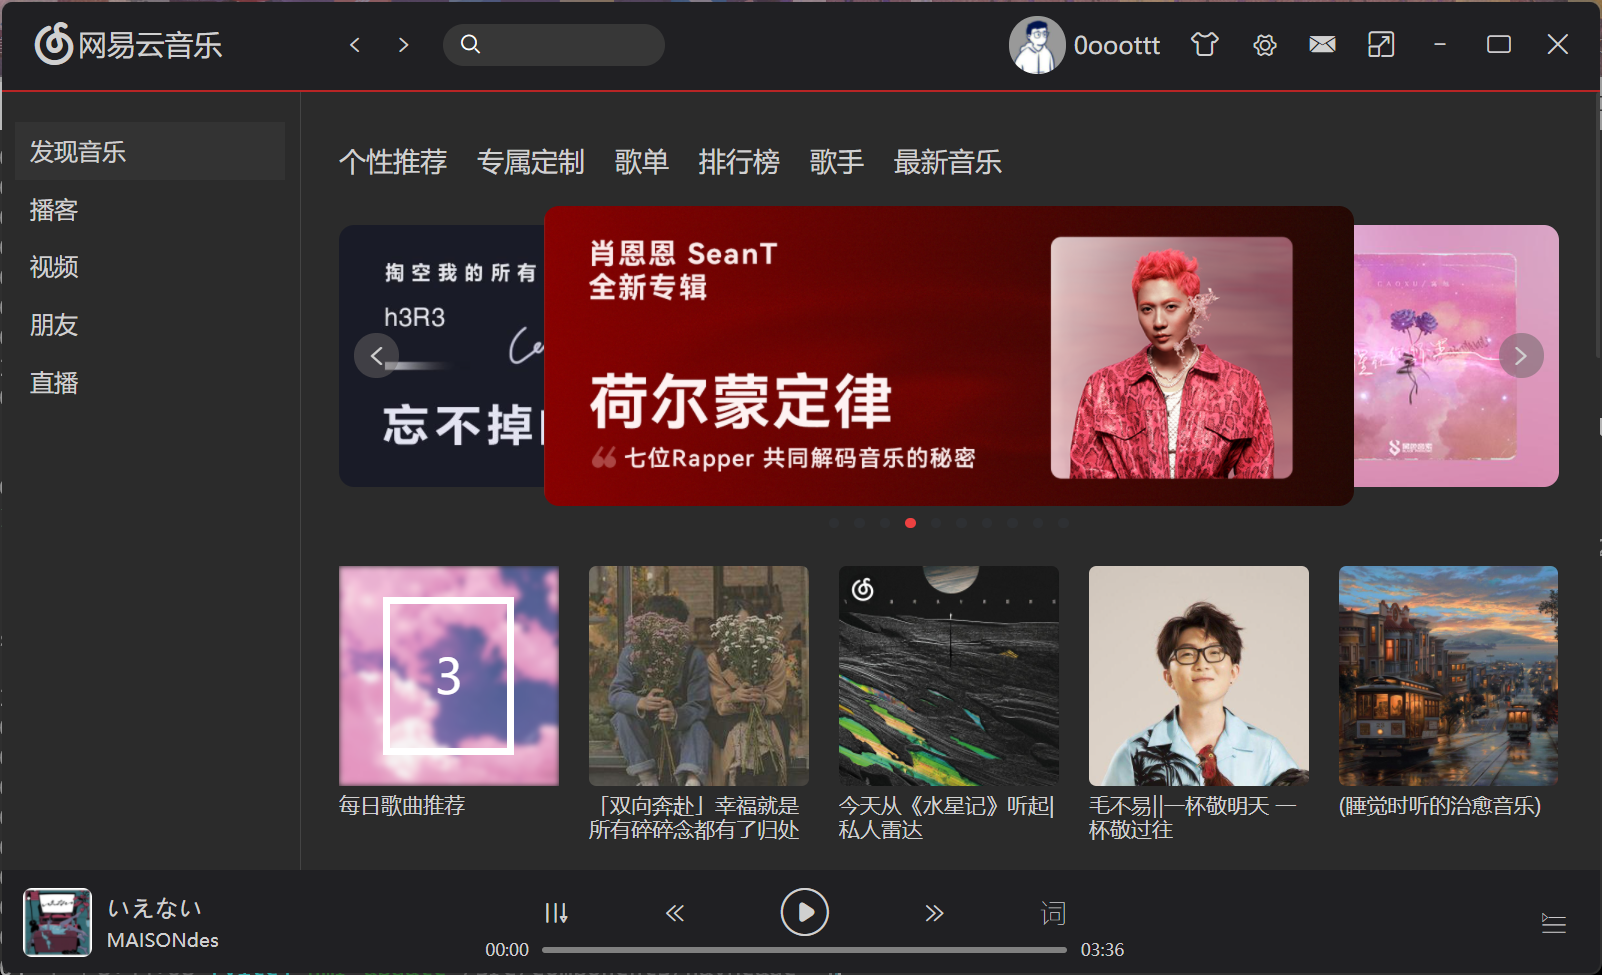 网易云音乐
0ooottt
发现音乐
播客
视频
朋友
直播
个性推荐 专属定制 歌单 排行榜 歌手 最新音乐
掏空我的所有
h3R3
忘不掉
肖恩恩 SeanT
全新专辑
荷尔蒙定律
七位Rapper 共同解码音乐的秘密
3
每日歌曲推荐
「双向奔赴」幸福就是
所有碎碎念都有了归处
今天从《水星记》听起|
私人雷达
毛不易||一杯敬明天 一
杯敬过往
(睡觉时听的治愈音乐)
いえない
MAISONdes
词
00:00
03:36